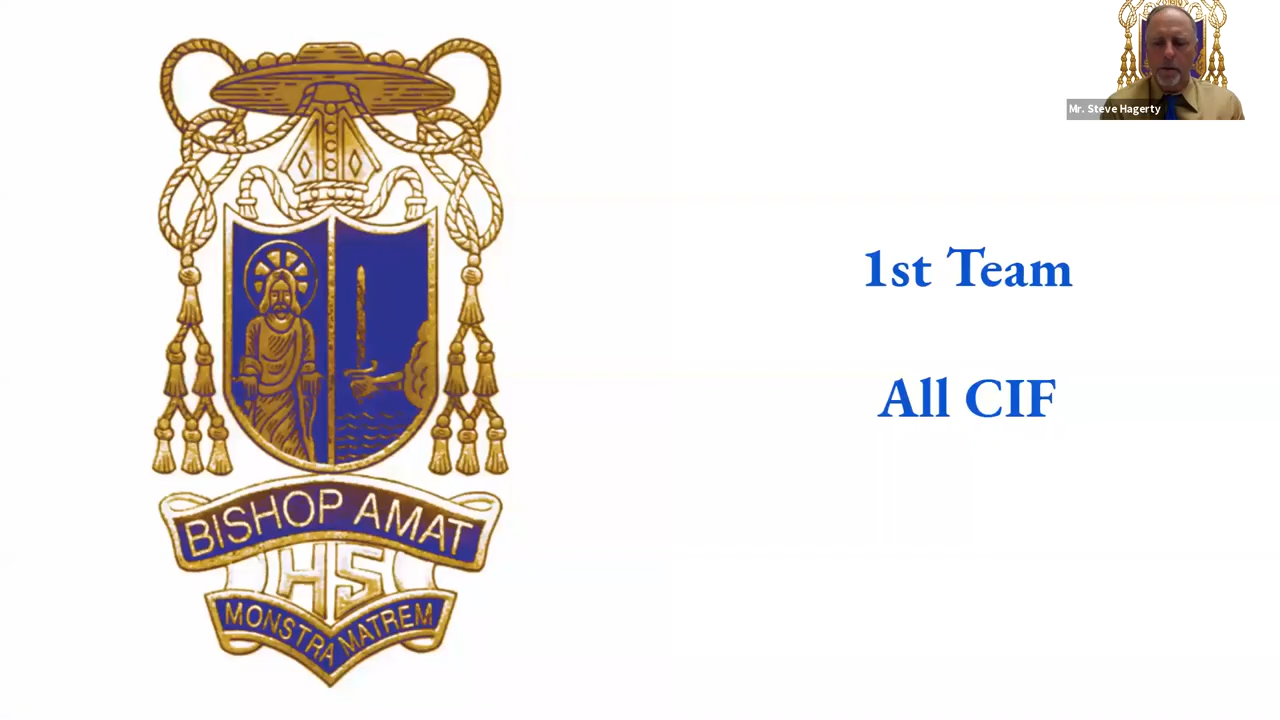 Mr. Steve Hagerty
1st Team
All CIF
BISHOP AMAT
HS
MONSTRA MATREM